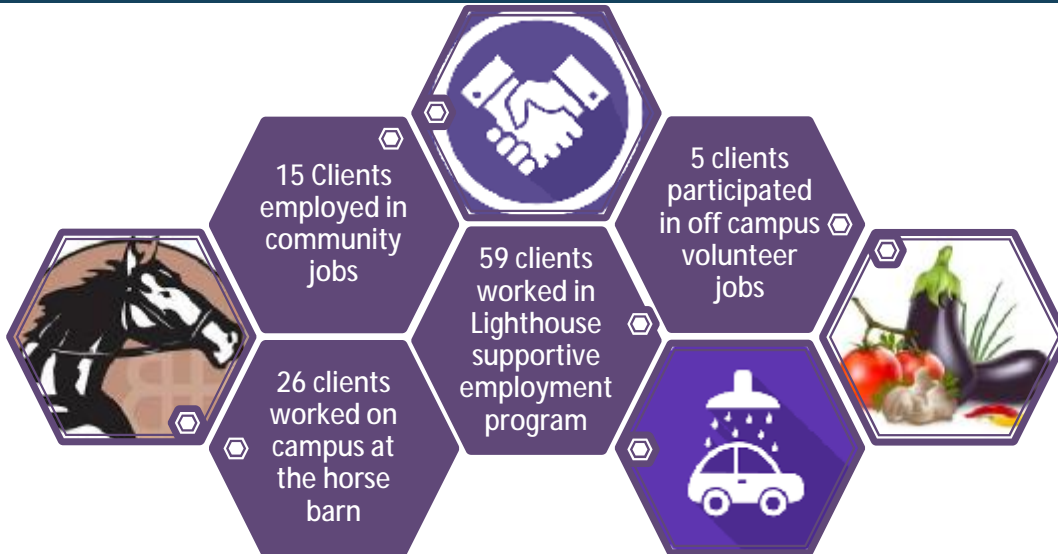 15 Clients
employed in
community
jobs
5 clients
participated
in off campus
volunteer
jobs
59 clients
worked in
Lighthouse
supportive
employment
program
26 clients
worked on
campus at
the horse
barn